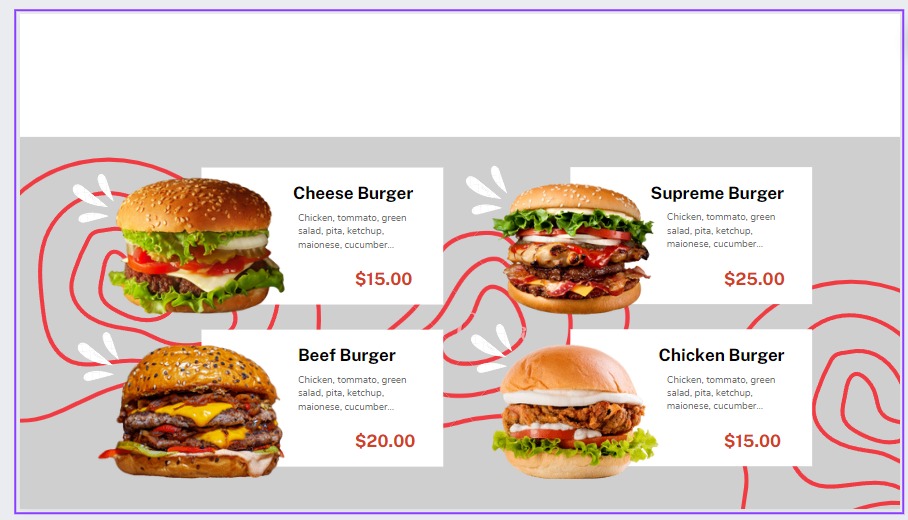 Cheese Burger
Chicken, tommato, green
salad, pita, ketchup,
maionese, cucumber...
$15.00
Supreme Burger
Chicken, tommato, green
salad, pita, ketchup,
maionese, cucumber...
$25.00
Beef Burger
Chicken, tommato, green
salad, pita, ketchup,
maionese, cucumber...
$20.00
Chicken Burger
Chicken, tommato, green
salad, pita, ketchup,
maionese, cucumber...
$15.00